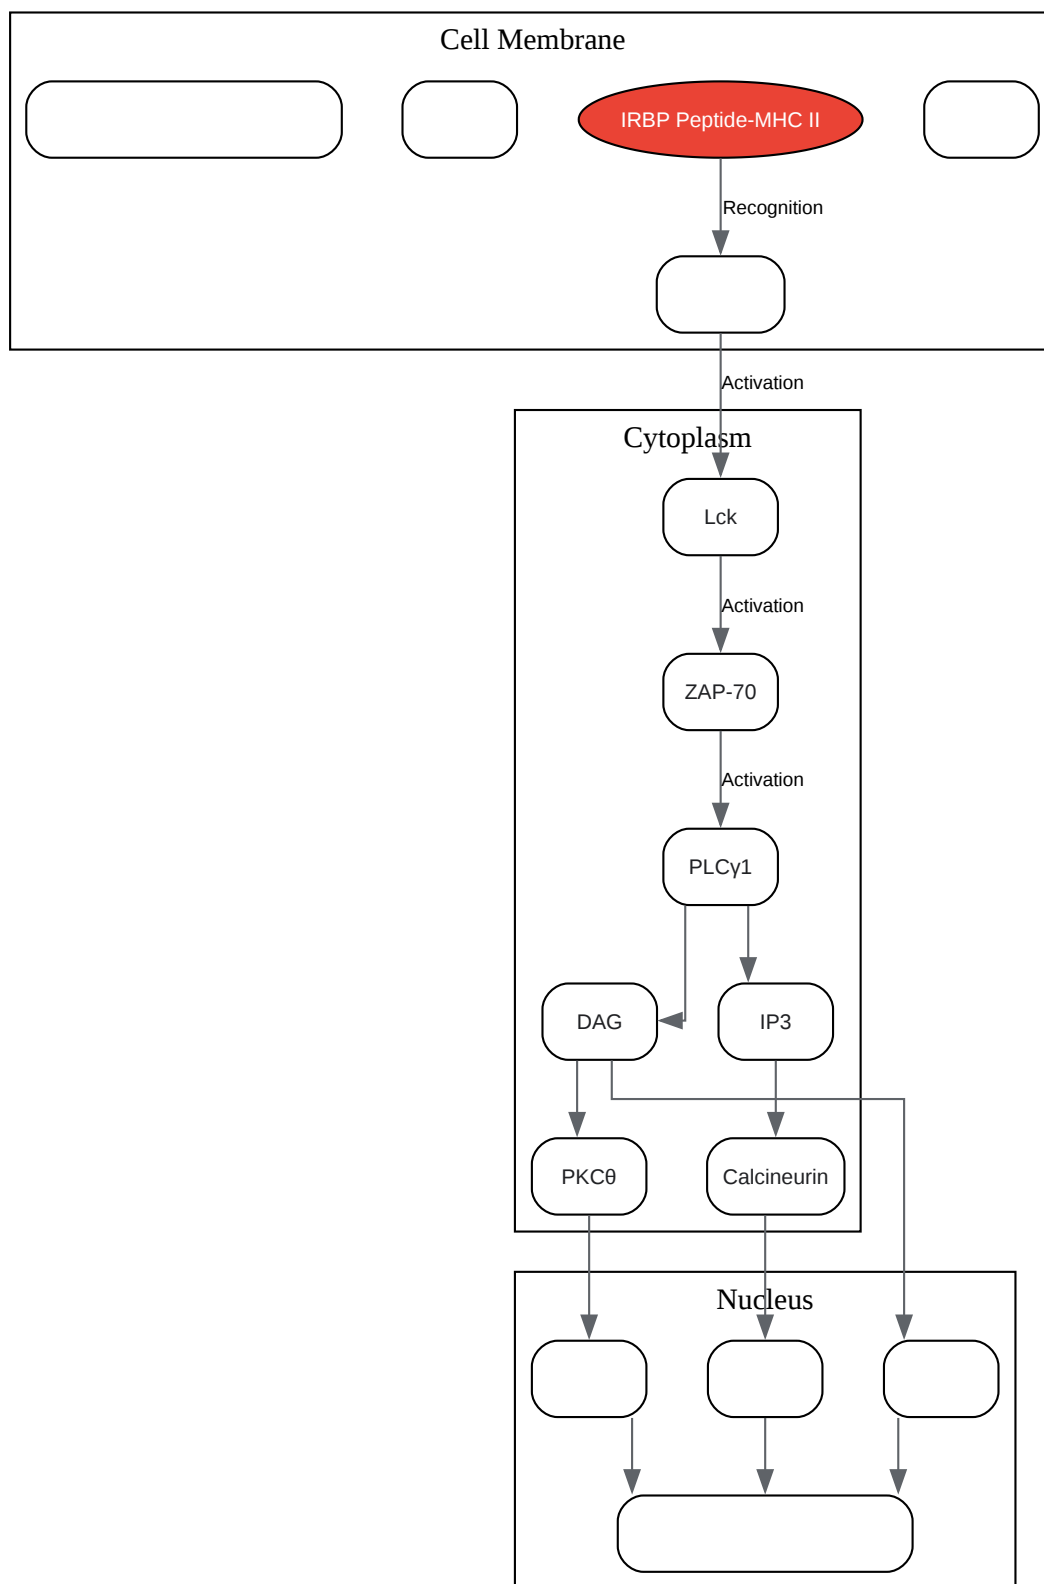 Cell Membrane
IRBP Peptide-MHC II
Recognition
Activation
Cytoplasm
Lck
Activation
ZAP-70
Activation
PLCγ1
DAG
IP3
PKCθ
Calcineurin
Nucleus